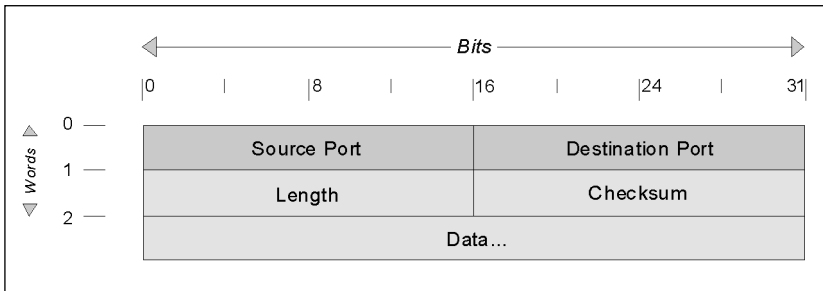 Bits
0 8 16 24 31
0
Source Port Destination Port
Words
1
Length Checksum
2
Data...